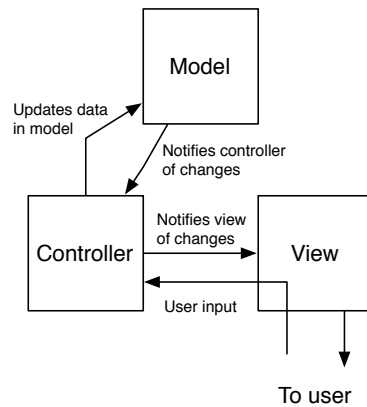 Model
Updates data
in model
Notifies controller
of changes
Notifies view
of changes
Controller
View
User input
To user